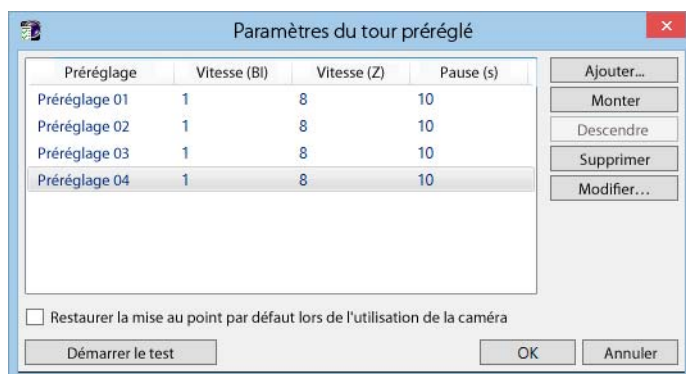 Paramètres du tour préréglé
Préréglage Vitesse (BI) Vitesse (Z) Pause (s)
Préréglage 01 1 8 10
Préréglage 02 1 8 10
Préréglage 03 1 8 10
Préréglage 04 1 8 10
Ajouter...
Monter
Descendre
Supprimer
Modifier...
Restaurer la mise au point par défaut lors de l'utilisation de la caméra
Démarrer le test
OK
Annuler